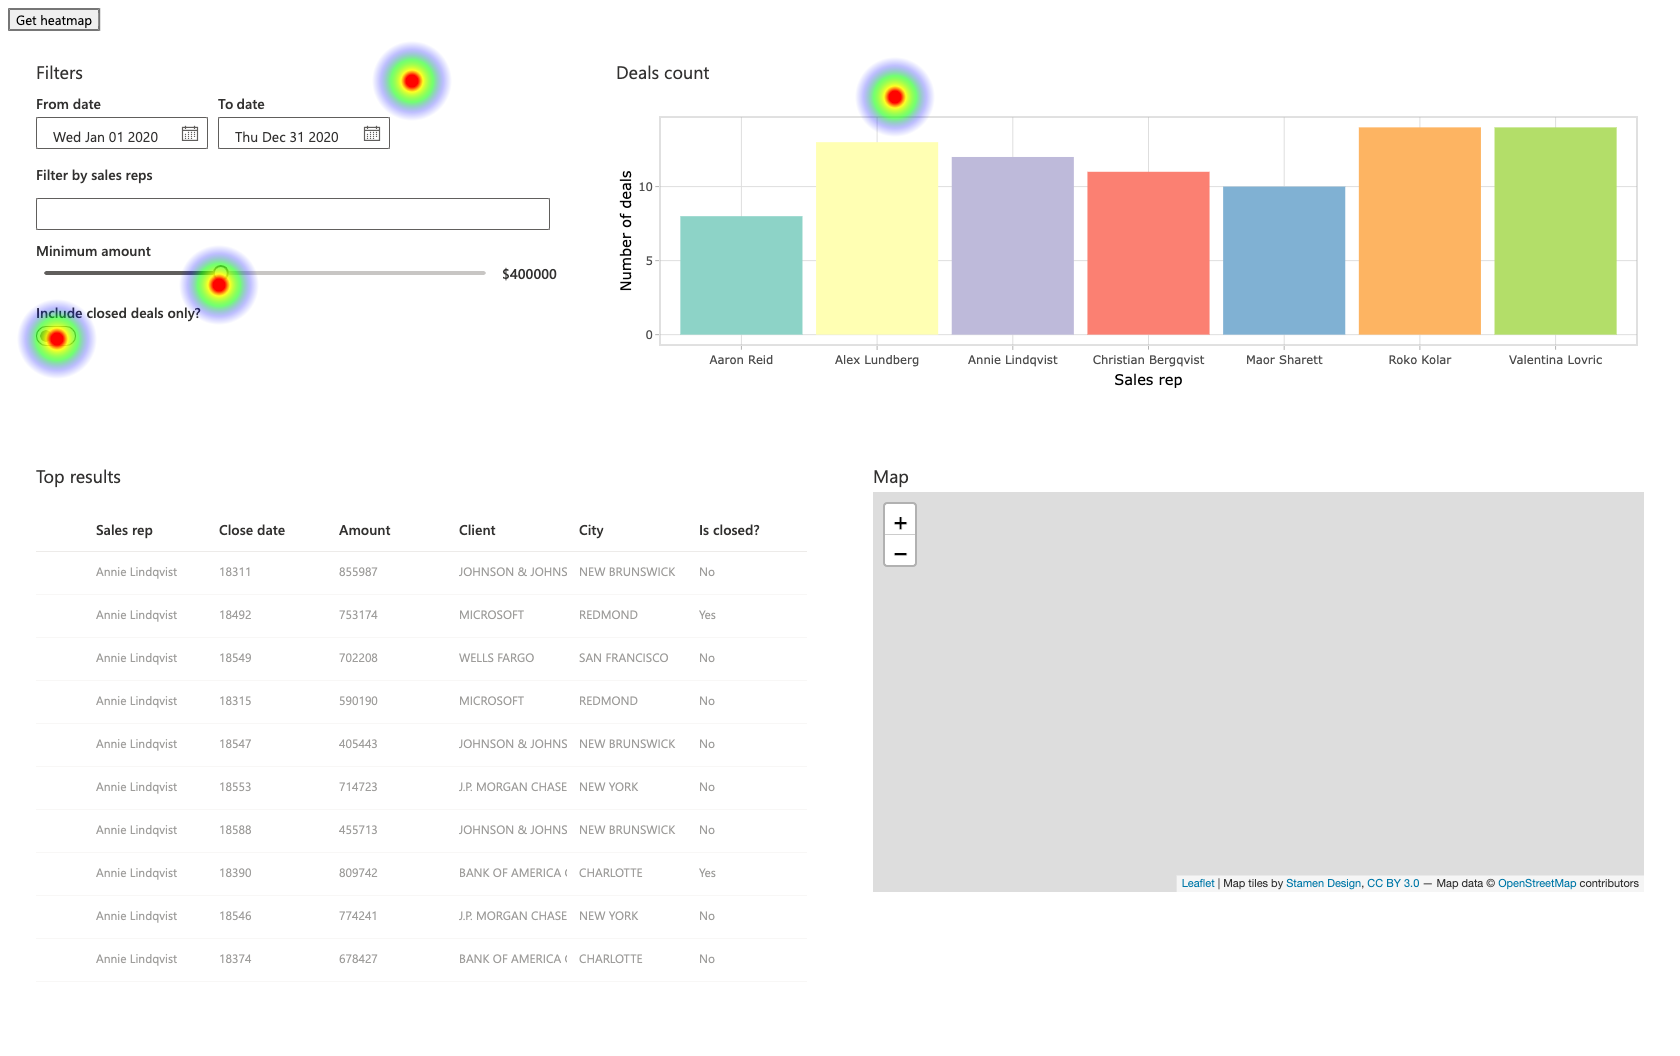 Get heatmap
Filters
From date To date
Wed Jan 01 2020 Thu Dec 31 2020
Filter by sales reps
Minimum amount
$400000
Include closed deals only?
Deals count
Number of deals
10
5
0
Aaron Reid Alex Lundberg Annie Lindqvist Christian Bergqvist Maor Sharett Roko Kolar Valentina Lovric
Sales rep
Top results
Sales rep Close date Amount Client City Is closed?
Annie Lindqvist 18311 855987 JOHNSON & JOHNS NEW BRUNSWICK No
Annie Lindqvist 18492 753174 MICROSOFT REDMOND Yes
Annie Lindqvist 18549 702208 WELLS FARGO SAN FRANCISCO No
Annie Lindqvist 18315 590190 MICROSOFT REDMOND No
Annie Lindqvist 18547 405443 JOHNSON & JOHNS NEW BRUNSWICK No
Annie Lindqvist 18553 714723 J.P. MORGAN CHASE NEW YORK No
Annie Lindqvist 18588 455713 JOHNSON & JOHNS NEW BRUNSWICK No
Annie Lindqvist 18390 809742 BANK OF AMERICA CHARLOTTE Yes
Annie Lindqvist 18546 774241 J.P. MORGAN CHASE NEW YORK No
Annie Lindqvist 18374 678427 BANK OF AMERICA CHARLOTTE No
Map
+
−
Leaflet | Map tiles by Stamen Design, CC BY 3.0 — Map data © OpenStreetMap contributors